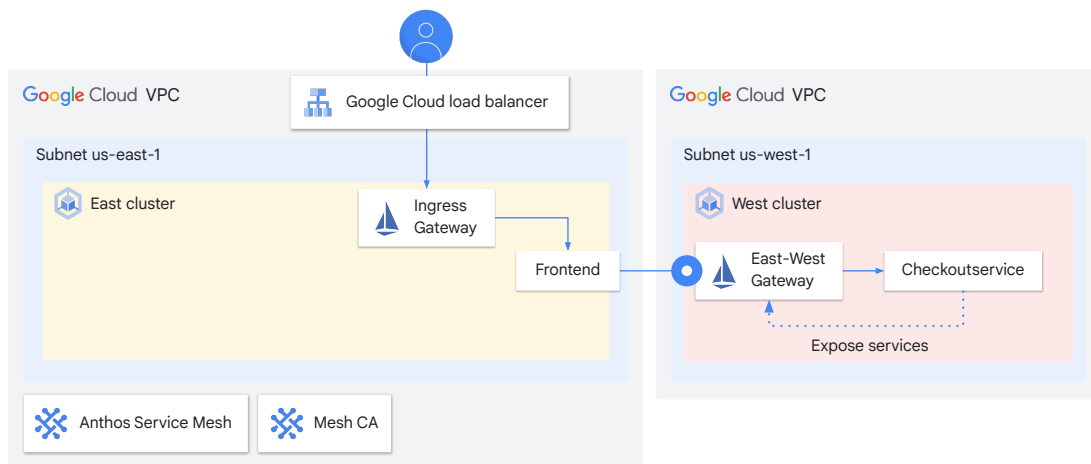 Google Cloud VPC
Google Cloud load balancer
Subnet us-east-1
East cluster
Ingress
Gateway
Frontend
Anthos Service Mesh
Mesh CA
Google Cloud VPC
Subnet us-west-1
West cluster
East-West
Gateway
Checkoutservice
Expose services